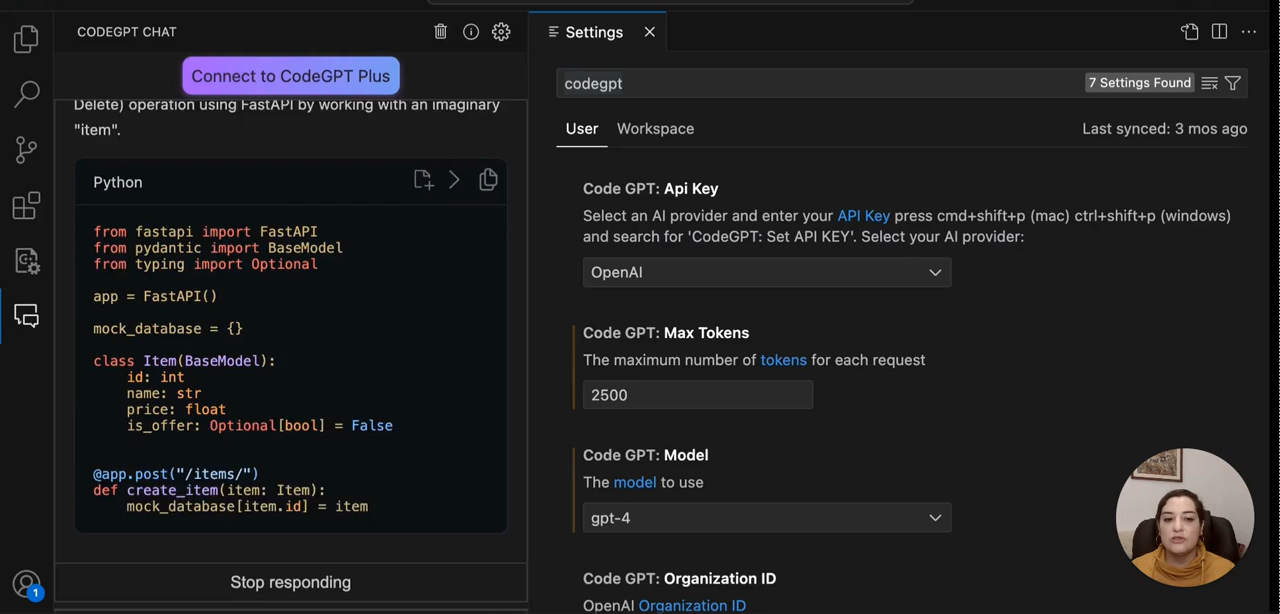 CODEGPT CHAT
Connect to CodeGPT Plus
Delete) operation using FastAPI by working with an imaginary
"item".
Python
from fastapi import FastAPI
from pydantic import BaseModel
from typing import Optional
app = FastAPI()
mock_database = {}
class Item(BaseModel):
id: int
name: str
price: float
is_offer: Optional[bool] = False
@app.post("/items/")
def create_item(item: Item):
mock_database[item.id] = item
Stop responding
1
Settings
codegpt
7 Settings Found
User
Workspace
Last synced: 3 mos ago
Code GPT: Api Key
Select an AI provider and enter your API Key press cmd+shift+p (mac) ctrl+shift+p (windows)
and search for 'CodeGPT: Set API KEY'. Select your AI provider:
OpenAI
Code GPT: Max Tokens
The maximum number of tokens for each request
2500
Code GPT: Model
The model to use
gpt-4
Code GPT: Organization ID
OpenAI Organization ID